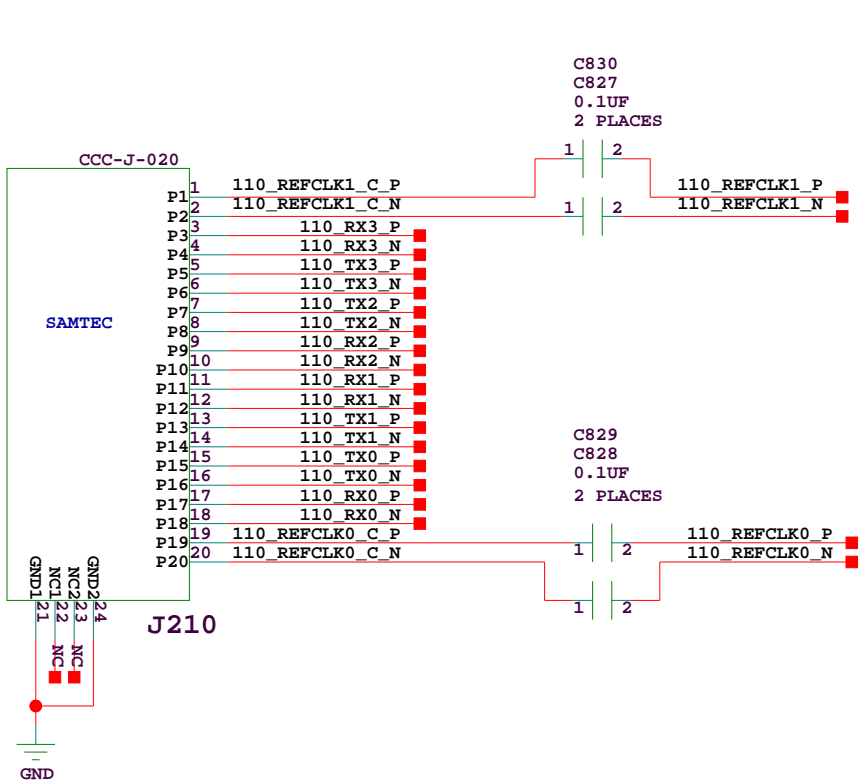 C830
C827
0.1UF
2 PLACES
1 2
CCC-J-020
P1 1 110_REFCLK1_C_P 110_REFCLK1_P
P2 2 110_REFCLK1_C_N 1 2 110_REFCLK1_N
P3 3 110_RX3_P
P4 4 110_RX3_N
P5 5 110_TX3_P
P6 6 110_TX3_N
P7 7 110_TX2_P
SAMTEC
P8 8 110_TX2_N
P9 9 110_RX2_P
P10 10 110_RX2_N
P11 11 110_RX1_P
P12 12 110_RX1_N
P13 13 110_TX1_P
P14 14 110_TX1_N
P15 15 110_TX0_P
P16 16 110_TX0_N
P17 17 110_RX0_P
P18 18 110_RX0_N
C829
C828
0.1UF
2 PLACES
P19 19 110_REFCLK0_C_P 1 2 110_REFCLK0_P
P20 20 110_REFCLK0_C_N 110_REFCLK0_N
1 2
GND1 21
NC1 22 NC
NC2 23 NC
GND2 24
J210
GND